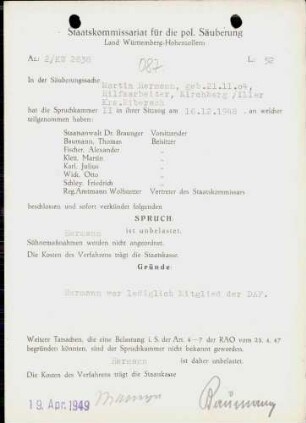 Staatskommissariat für die pol. Säuberung
Land Württemberg-Hohenzollern
Az.: 2/KN 2638
L: 52
087
In der Säuberungssache
Martin Hermann, geb. 21.11.04,
Hilfsarbeiter, Kirchberg/Iller
Krs. Biberach
hat die Spruchkammer II in ihrer Sitzung am 16.12.1948 , an welcher
teilgenommen haben:
Staatsanwalt Dr. Braunger Vorsitzender
Baumann, Thomas Beisitzer
Fischer, Alexander "
Klett, Martin "
Karl, Julius "
Wick, Otto "
Schley, Friedrich "
Reg.Amtmann Vertreter des Staatskommissars
beschlossen und sofort verkündet folgenden
SPRUCH
Hermann ist unbelastet.
Sühnemaßnahmen werden nicht angeordnet.
Die Kosten des Verfahrens trägt die Staatskasse.
Gründe:
Hermann war lediglich Mitglied der DAF.
Weitere Tatsachen, die eine Belastung i. S. der Art. 4—7 der RAO vom 25. 4. 47
begründen könnten, sind der Spruchkammer nicht bekannt geworden.
Hermann ist daher unbelastet.
Die Kosten des Verfahrens trägt die Staatskasse
19. Apr. 1949
Baumann